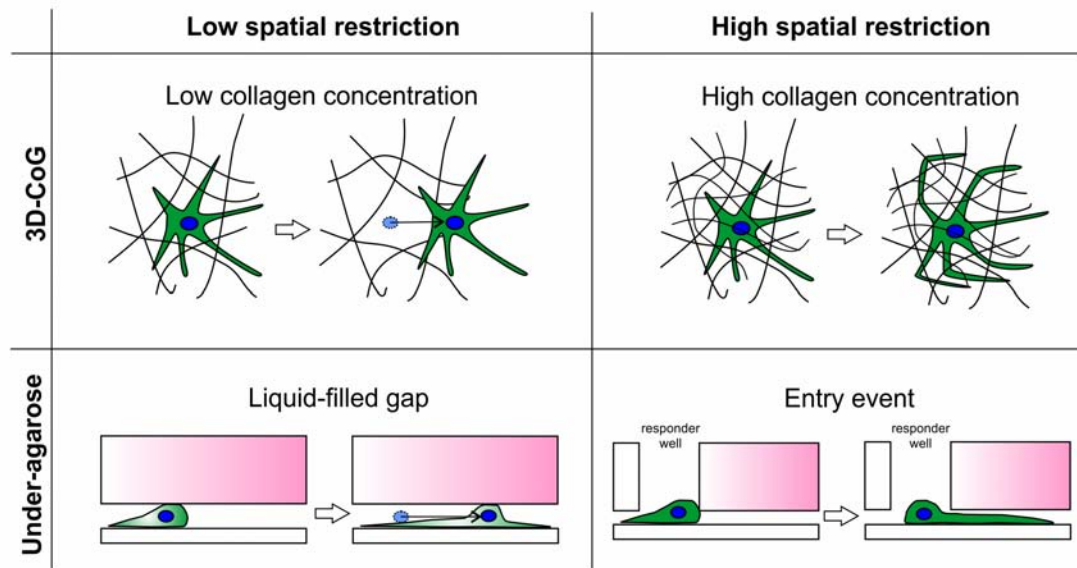 Low spatial restriction
High spatial restriction
3D-CoG
Low collagen concentration
High collagen concentration
Under-agarose
Liquid-filled gap
Entry event
responder
well
responder
well